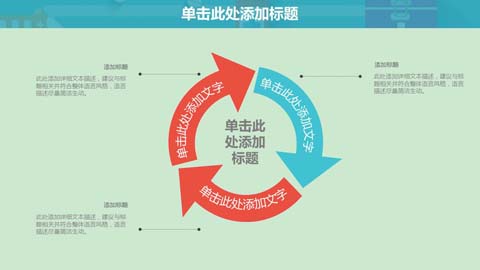 单击此处添加标题
添加标题
此处添加详细文本描述，建议与标
题相关并符合整体语言风格，语言
描述尽量简洁生动。
添加标题
此处添加详细文本描述，建议与标
题相关并符合整体语言风格，语言
描述尽量简洁生动。
单击此处添加文字
单击此处添加文字
单击此
处添加
标题
单击此处添加文字
添加标题
此处添加详细文本描述，建议与标
题相关并符合整体语言风格，语言
描述尽量简洁生动。